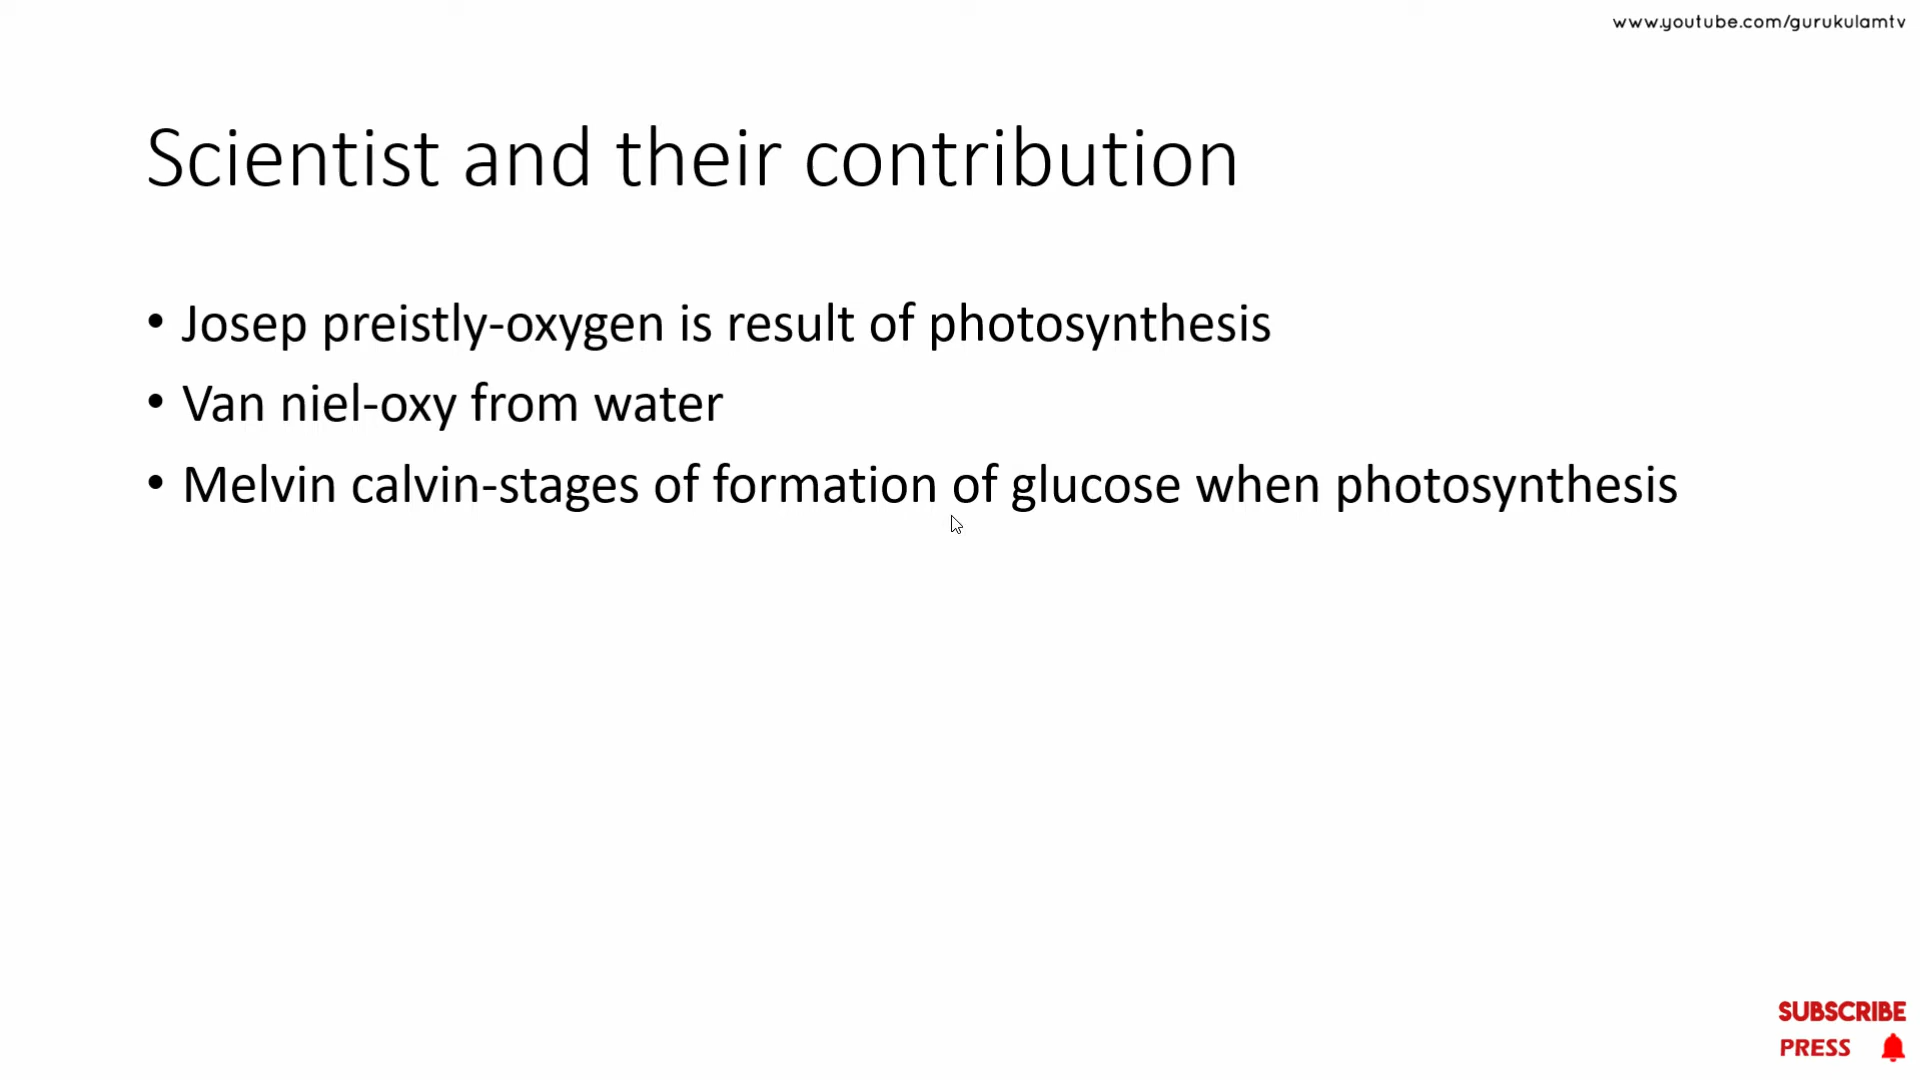 www.youtube.com/gurukulamtv
Scientist and their contribution
• Josep preistly-oxygen is result of photosynthesis
• Van niel-oxy from water
• Melvin calvin-stages of formation of glucose when photosynthesis
SUBSCRIBE
PRESS